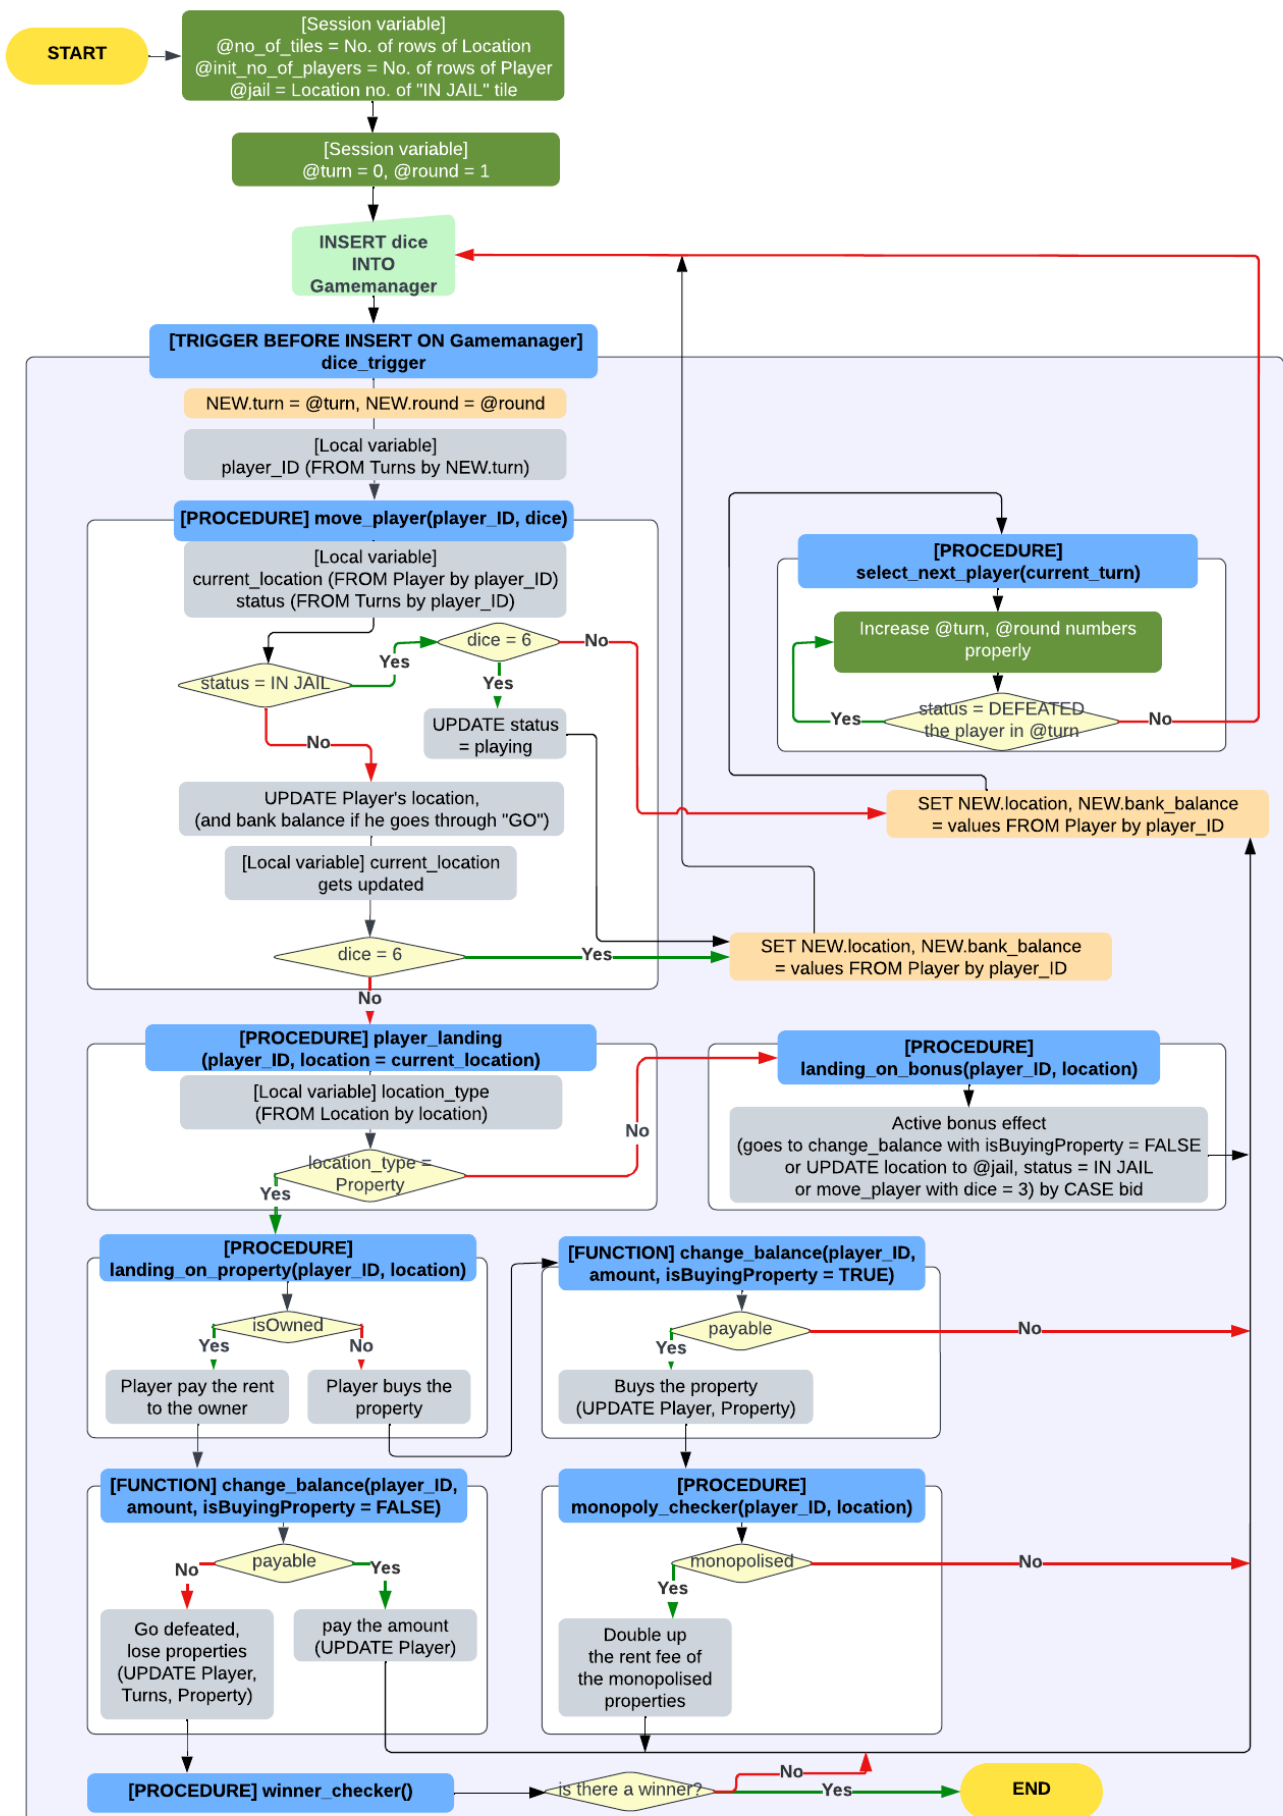 START
[Session variable]
@no_of_tiles = No. of rows of Location
@init_no_of_players = No. of rows of Player
@jail = Location no. of "IN JAIL" tile
[Session variable]
@turn = 0, @round = 1
INSERT dice
INTO
Gamemanager
[TRIGGER BEFORE INSERT ON Gamemanager]
dice_trigger
NEW.turn = @turn, NEW.round = @round
[Local variable]
player_ID (FROM Turns by NEW.turn)
[PROCEDURE] move_player(player_ID, dice)
[Local variable]
current_location (FROM Player by player_ID)
status (FROM Turns by player_ID)
status = IN JAIL
Yes
dice = 6
No
Yes
UPDATE status
= playing
No
UPDATE Player's location,
(and bank balance if he goes through "GO")
[Local variable] current_location
gets updated
dice = 6
Yes
No
[PROCEDURE]
select_next_player(current_turn)
Increase @turn, @round numbers
properly
status = DEFEATED
the player in @turn
Yes
No
SET NEW.location, NEW.bank_balance
= values FROM Player by player_ID
SET NEW.location, NEW.bank_balance
= values FROM Player by player_ID
[PROCEDURE] player_landing
(player_ID, location = current_location)
[Local variable] location_type
(FROM Location by location)
location_type =
Property
Yes
No
[PROCEDURE]
landing_on_bonus(player_ID, location)
Active bonus effect
(goes to change_balance with isBuyingProperty = FALSE
or UPDATE location to @jail, status = IN JAIL
or move_player with dice = 3) by CASE bid
[PROCEDURE]
landing_on_property(player_ID, location)
isOwned
Yes
No
Player pay the rent
to the owner
Player buys the
property
[FUNCTION] change_balance(player_ID,
amount, isBuyingProperty = TRUE)
payable
No
Yes
Buys the property
(UPDATE Player, Property)
[FUNCTION] change_balance(player_ID,
amount, isBuyingProperty = FALSE)
payable
No
Yes
Go defeated,
lose properties
(UPDATE Player,
Turns, Property)
pay the amount
(UPDATE Player)
[PROCEDURE]
monopoly_checker(player_ID, location)
monopolised
No
Yes
Double up
the rent fee of
the monopolised
properties
[PROCEDURE] winner_checker()
is there a winner?
No
Yes
END